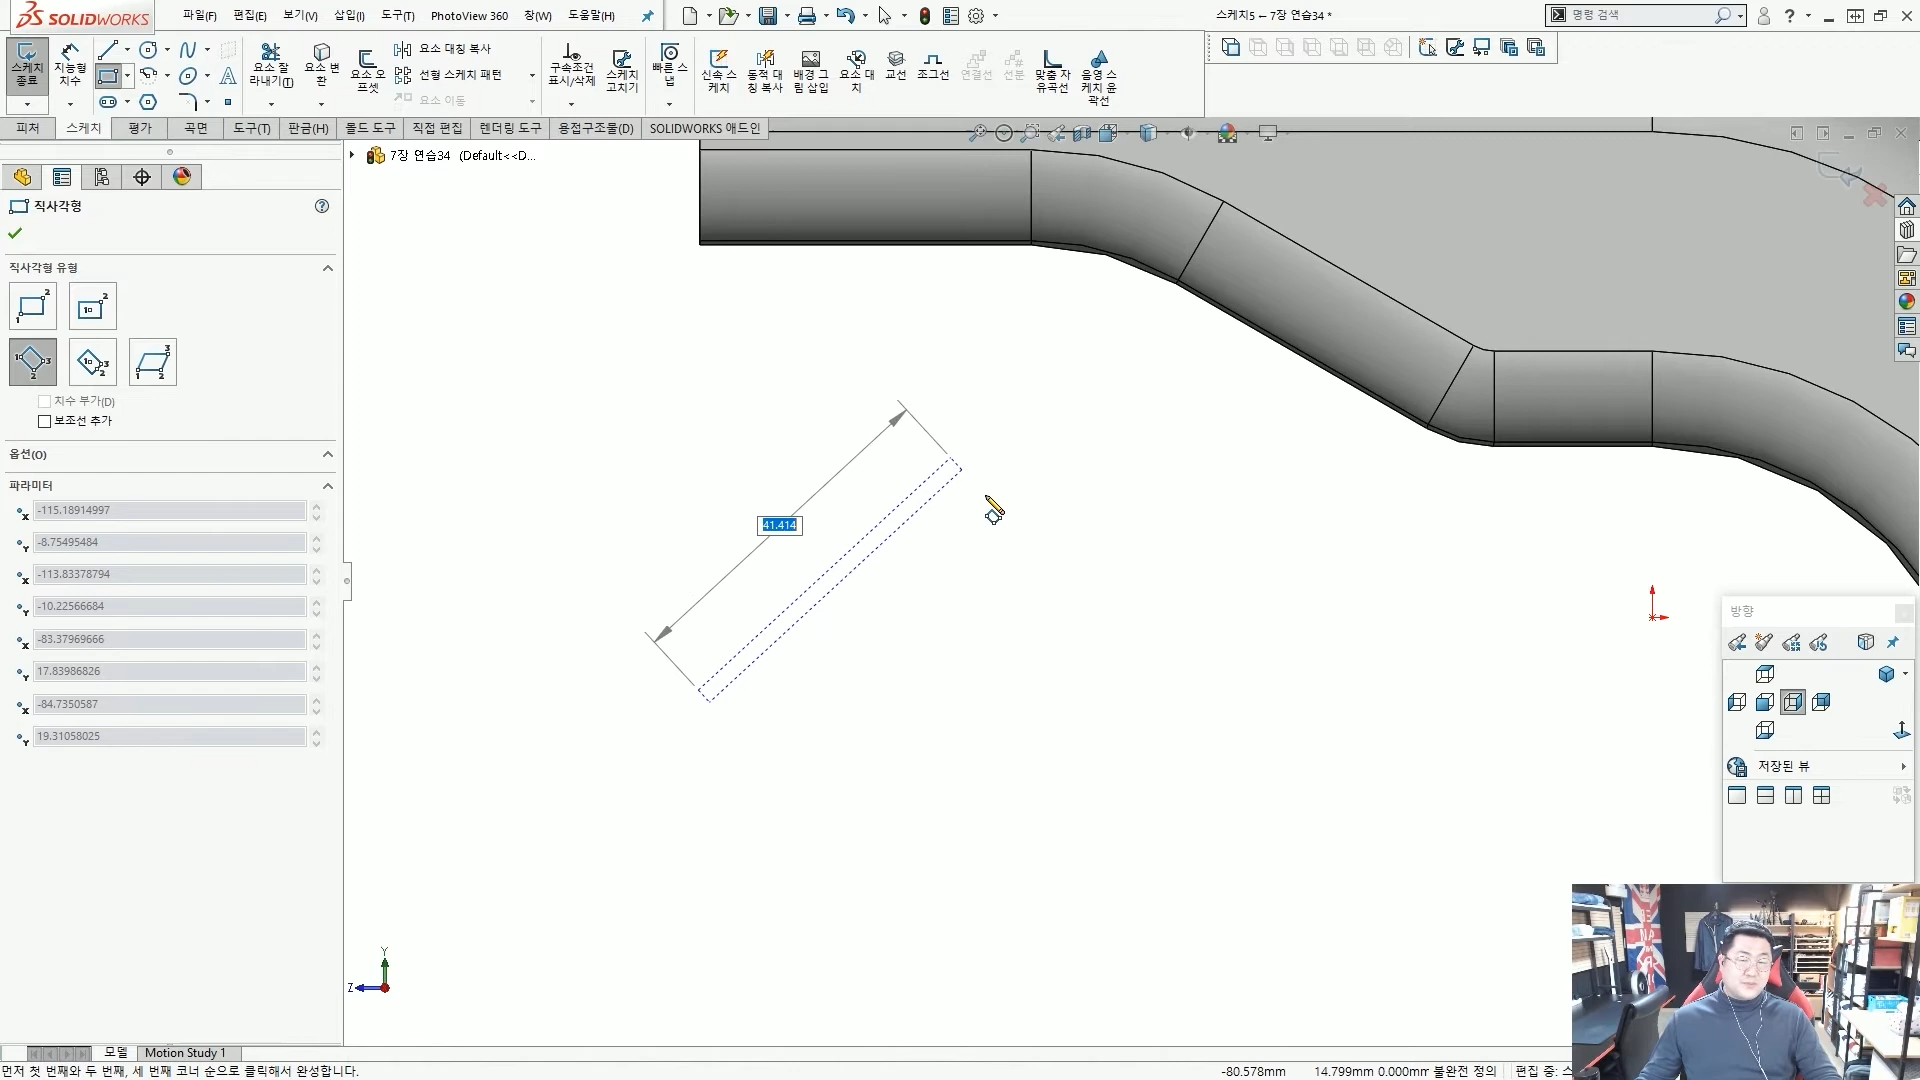 SOLIDWORKS
파일(F)
편집(E)
보기(V)
삽입(I)
도구(T)
PhotoView 360
창(W)
도움말(H)
스케치5 ← 7장 연습34 *
명령 검색
스케치 종료
지능형 치수
요소 잘라내기(T)
요소 변환
요소 오프셋
요소 대칭 복사
선형 스케치 패턴
요소 이동
구속조건 표시/삭제
스케치 고치기
빠른 스냅
신속 스케치
동적 대칭 복사
배경 그림 삽입
요소 대치
교선
조그선
연결선
선분
맞춤 자유곡선
음영 스케치 윤곽선
피처
스케치
평가
곡면
도구(T)
판금(H)
몰드 도구
직접 편집
렌더링 도구
용접구조물(D)
SOLIDWORKS 애드인
7장 연습34 (Default<<D...
직사각형
직사각형 유형
치수 부가(D)
보조선 추가
옵션(O)
파라미터
-115.18914997
-8.75495484
-113.83378794
-10.22566684
-83.37969666
17.83986826
-84.7350587
19.31058025
41.414
방향
저장된 뷰
Y
Z
모델
Motion Study 1
먼저 첫 번째와 두 번째, 세 번째 코너 순으로 클릭해서 완성합니다.
-80.578mm
14.799mm 0.000mm 불완전 정의
편집 중: 스